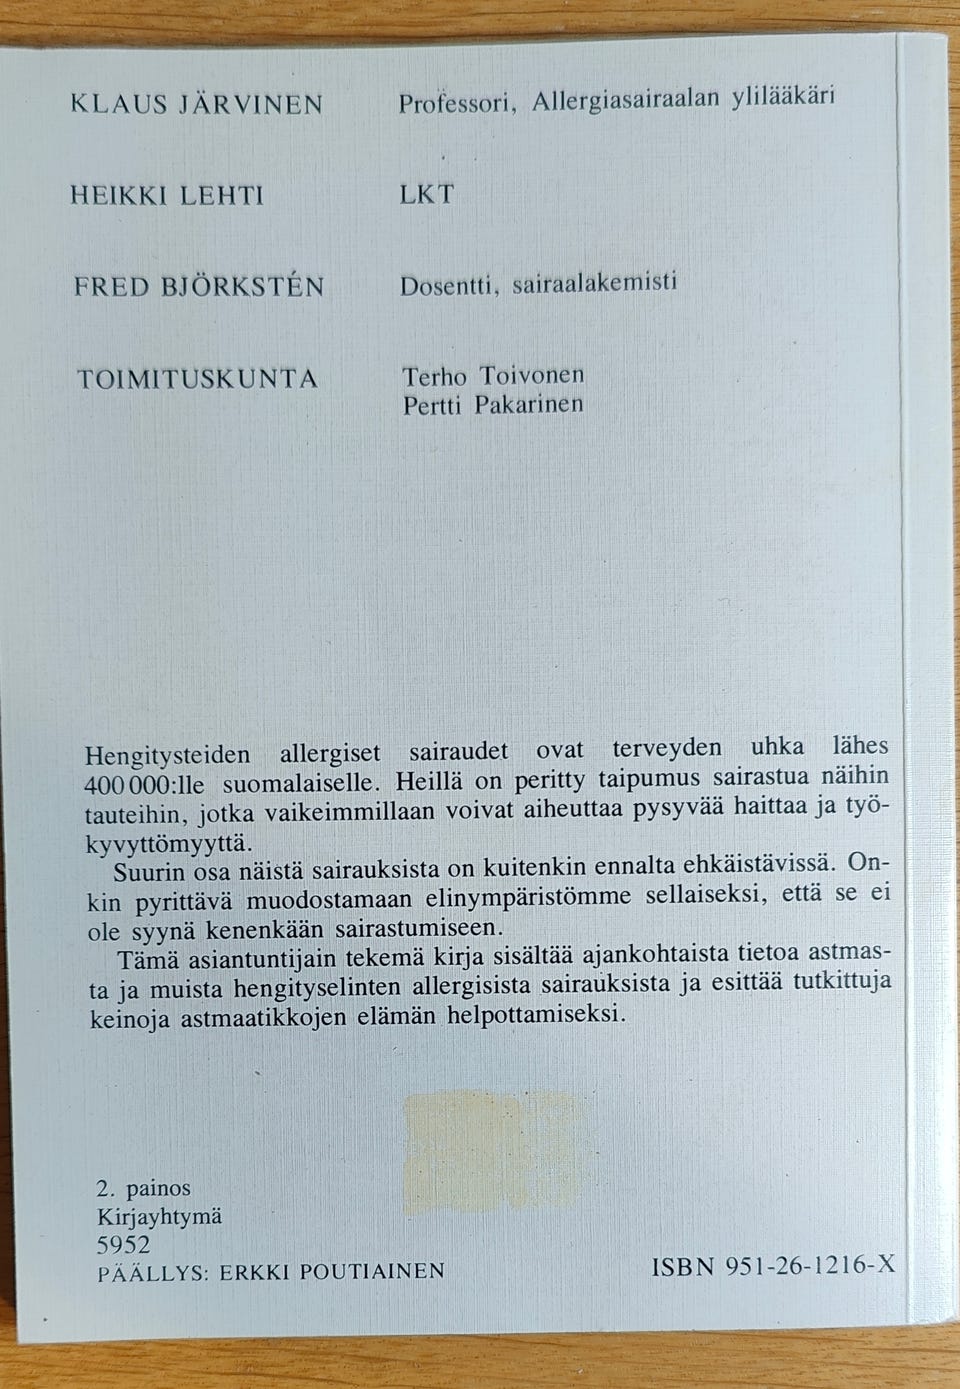 KLAUS JÄRVINEN Professori, Allergiasairaalan ylilääkäri
HEIKKI LEHTI LKT
FRED BJÖRKSTÉN Dosentti, sairaalakemisti
TOIMITUSKUNTA Terho Toivonen
Pertti Pakarinen
Hengitysteiden allergiset sairaudet ovat terveyden uhka lähes
400 000:lle suomalaiselle. Heillä on peritty taipumus sairastua näihin
tauteihin, jotka vaikeimmillaan voivat aiheuttaa pysyvää haittaa ja työ-
kyvyttömyyttä.
Suurin osa näistä sairauksista on kuitenkin ennalta ehkäistävissä. On-
kin pyrittävä muodostamaan elinympäristömme sellaiseksi, että se ei
ole syynä kenenkään sairastumiseen.
Tämä asiantuntijain tekemä kirja sisältää ajankohtaista tietoa astmas-
ta ja muista hengityselinten allergisista sairauksista ja esittää tutkittuja
keinoja astmaatikkojen elämän helpottamiseksi.
2. painos
Kirjayhtymä
5952
PÄÄLLYS: ERKKI POUTIAINEN ISBN 951-26-1216-X